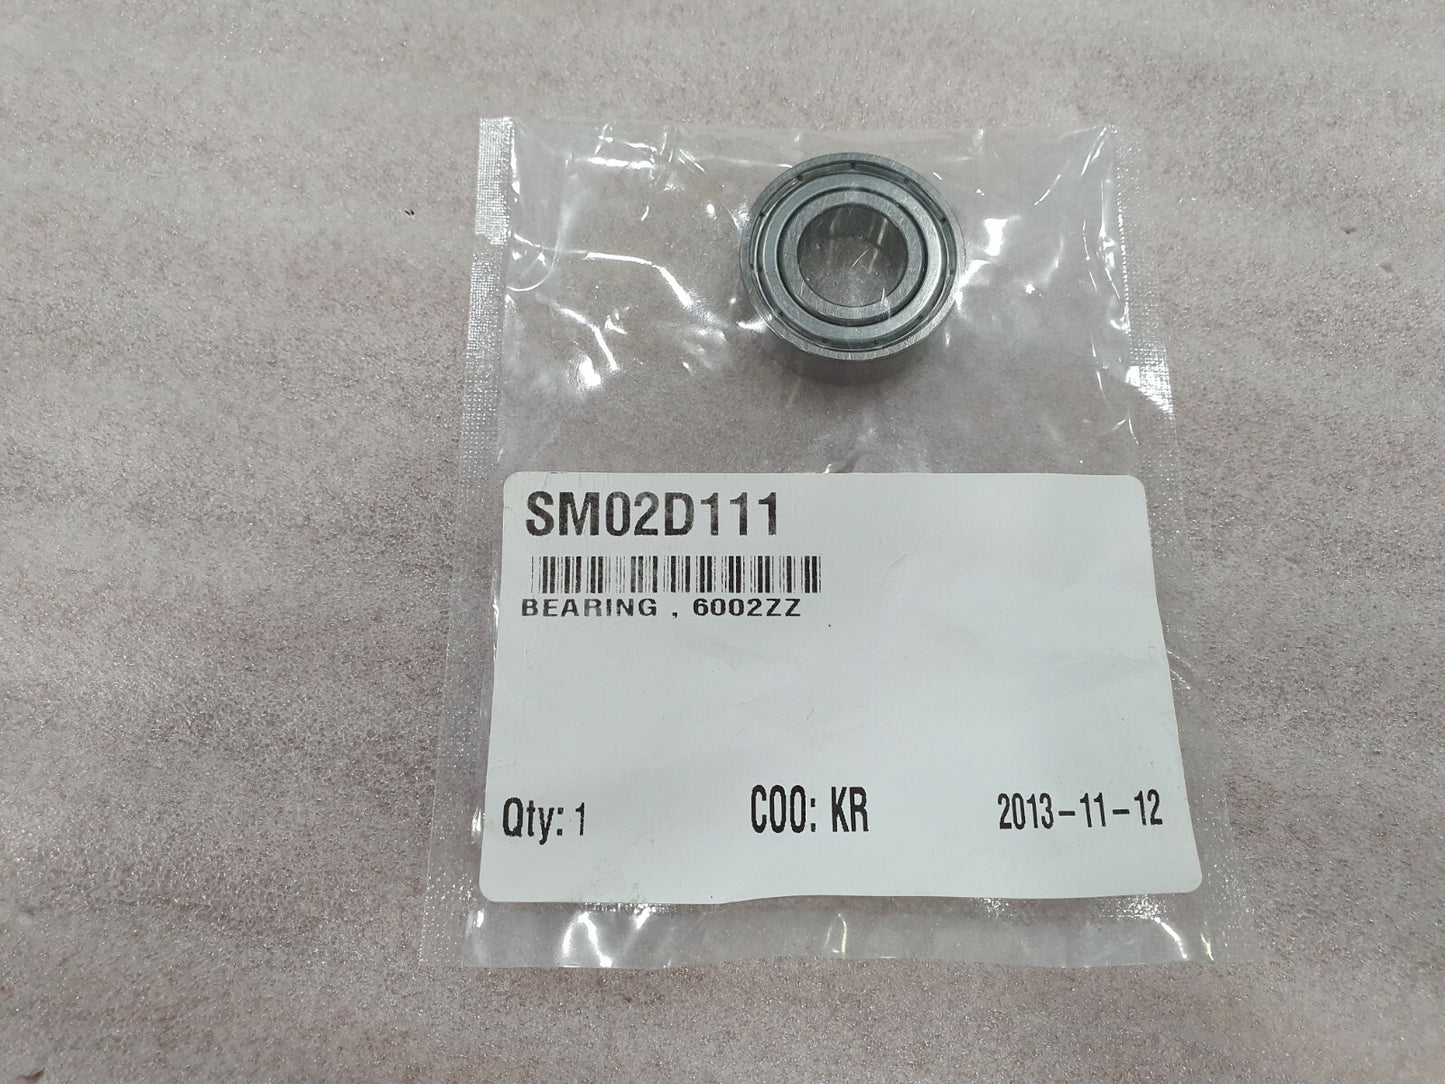 SM02D111
BEARING , 6002ZZ
Qty: 1 COO: KR 2013-11-12